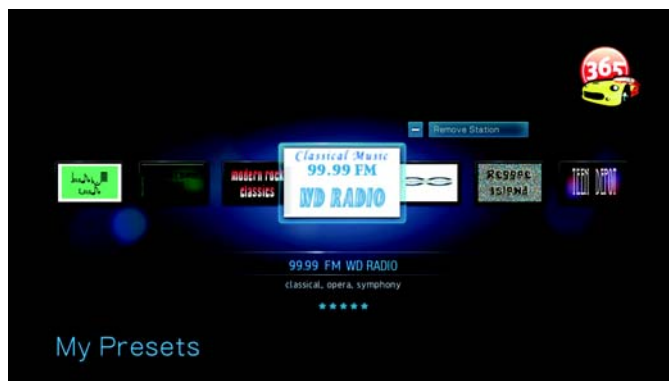 365
Remove Station
modern rock
classics
Classical Music
99.99 FM
WD RADIO
Reggae
Island
TEEN DEPOT
99.99 FM WD RADIO
classical, opera, symphony
My Presets